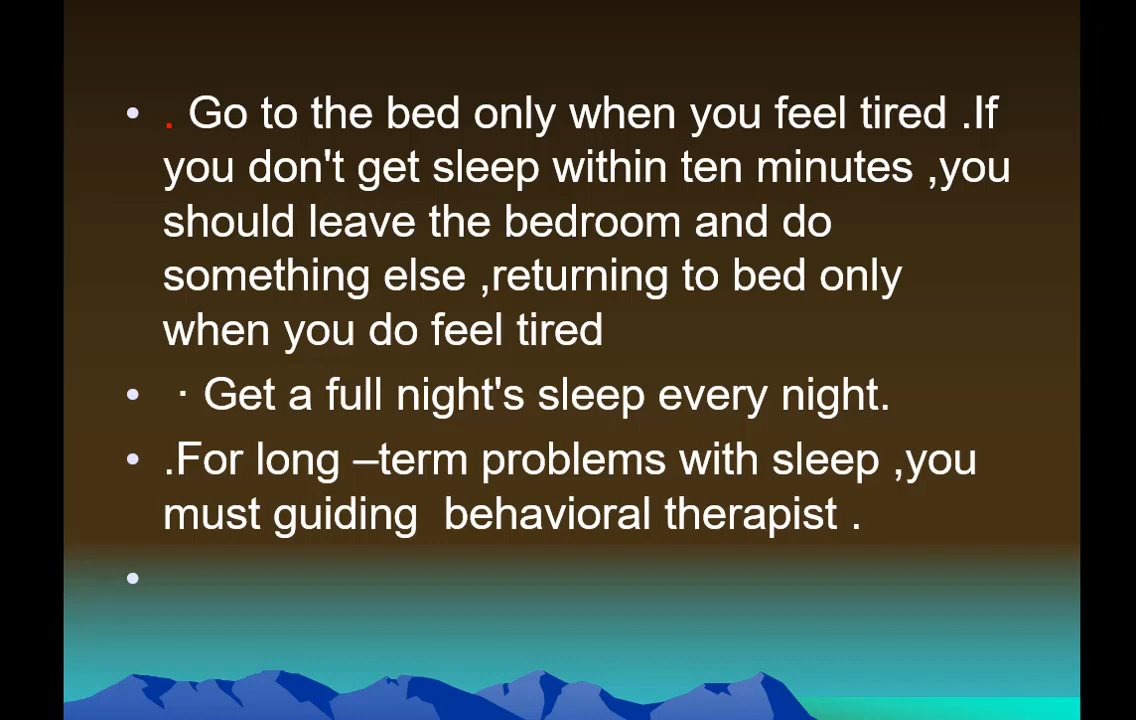 • . Go to the bed only when you feel tired .If
you don't get sleep within ten minutes ,you
should leave the bedroom and do
something else ,returning to bed only
when you do feel tired
• · Get a full night's sleep every night.
• .For long –term problems with sleep ,you
must guiding  behavioral therapist .
•